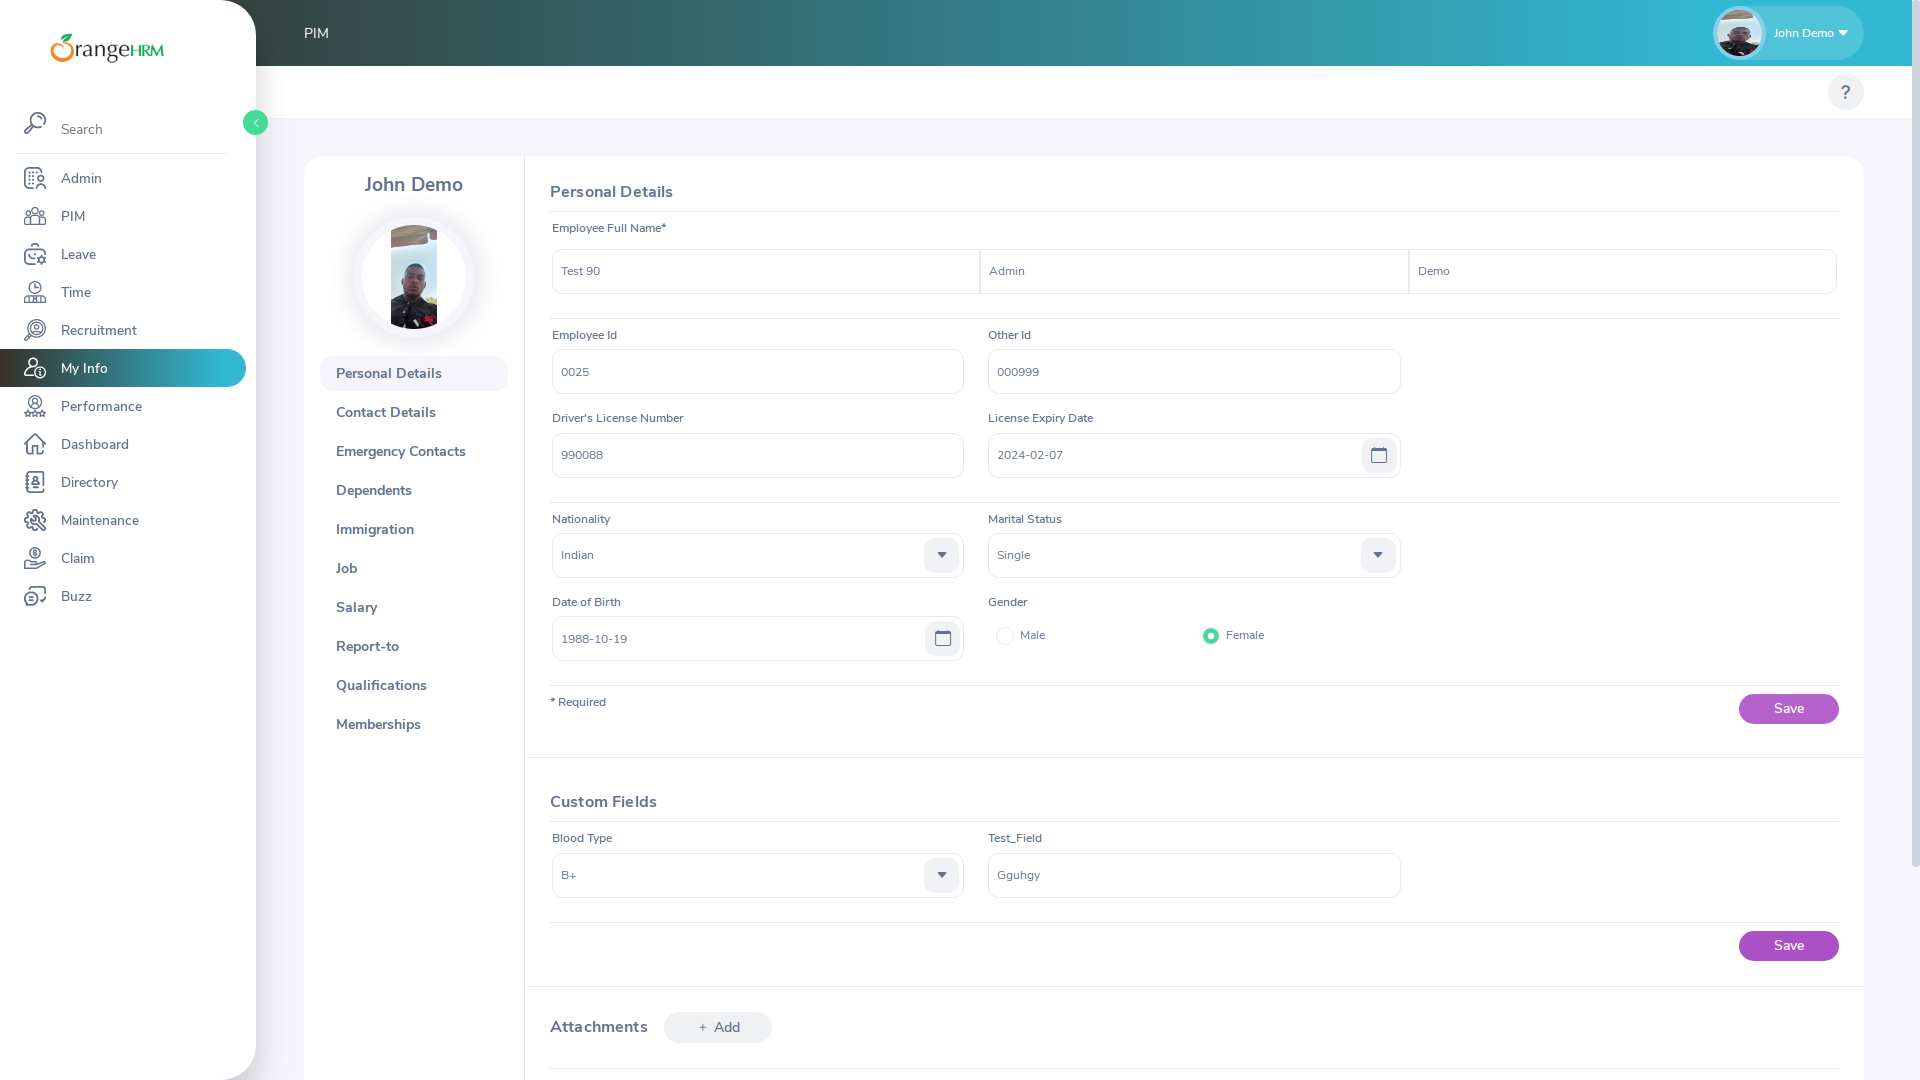 PIM
John Demo
OrangeHRM
?
Search
Admin
PIM
Leave
Time
Recruitment
My Info
Performance
Dashboard
Directory
Maintenance
Claim
Buzz
John Demo
Personal Details
Contact Details
Emergency Contacts
Dependents
Immigration
Job
Salary
Report-to
Qualifications
Memberships
Personal Details
Employee Full Name*
Test 90 Admin Demo
Employee Id Other Id
0025 000999
Driver's License Number License Expiry Date
990088 2024-02-07
Nationality Marital Status
Indian Single
Date of Birth Gender
1988-10-19 Male Female
* Required
Save
Custom Fields
Blood Type Test_Field
B+ Gguhgy
Save
Attachments + Add